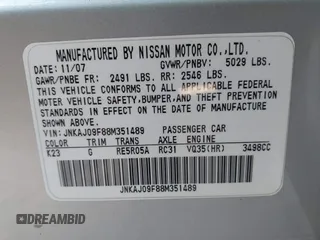 MANUFACTURED BY NISSAN MOTOR CO.,LTD.
DATE: 11/07 GVWR/PNBV: 5029 LBS.
GAWR/PNBE FR: 2491 LBS. RR: 2546 LBS.
THIS VEHICLE CONFORMS TO ALL APPLICABLE FEDERAL
MOTOR VEHICLE SAFETY, BUMPER,AND THEFT PREVENTION
STANDARDS IN EFFECT ON THE DATE OF MANUFACTURE
SHOWN ABOVE.
VIN: JNKAJ09F88M351489 PASSENGER CAR
COLOR TRIM TRANS AXLE ENGINE
K23 G RE5R05A RC31 VQ35(HR) 3498CC
JNKAJ09F88M351489